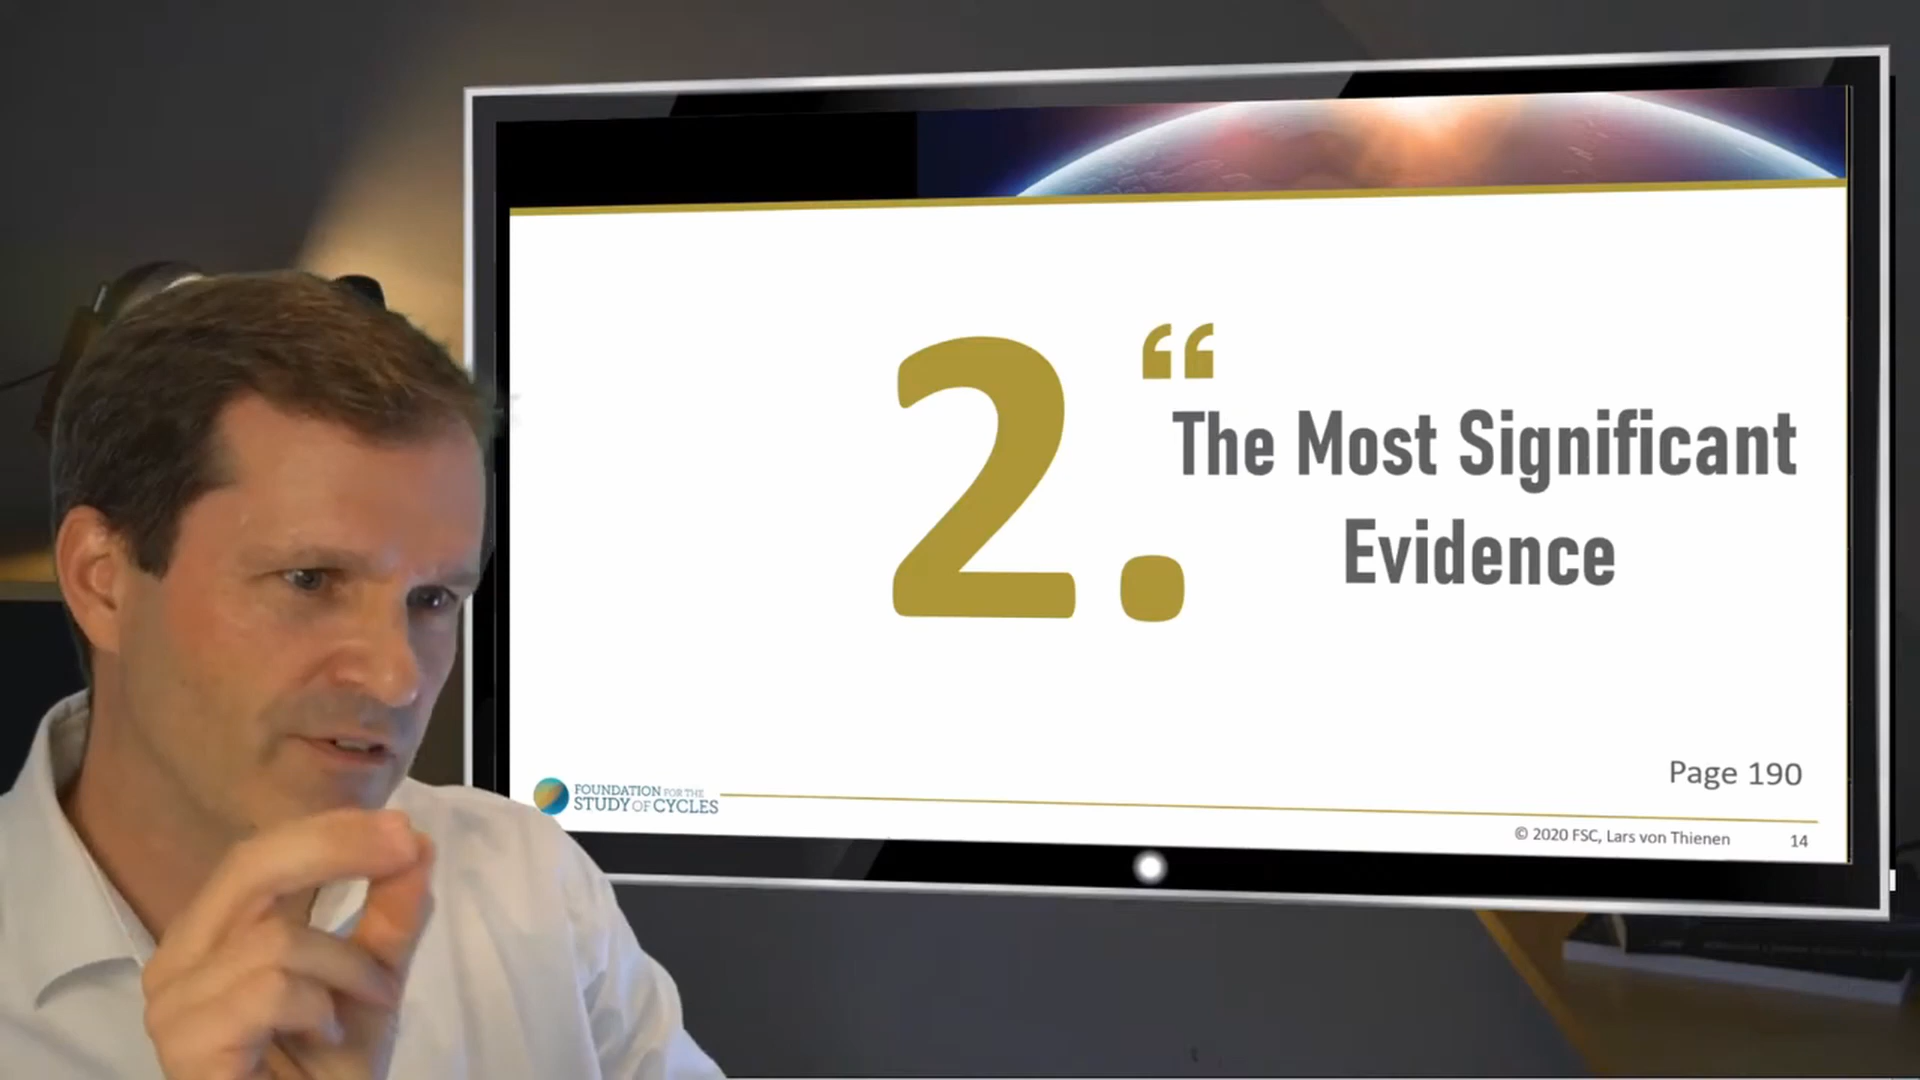 2.
“
The Most Significant
Evidence
Page 190
FOUNDATION FOR THE
STUDY OF CYCLES
© 2020 FSC, Lars von Thienen
14